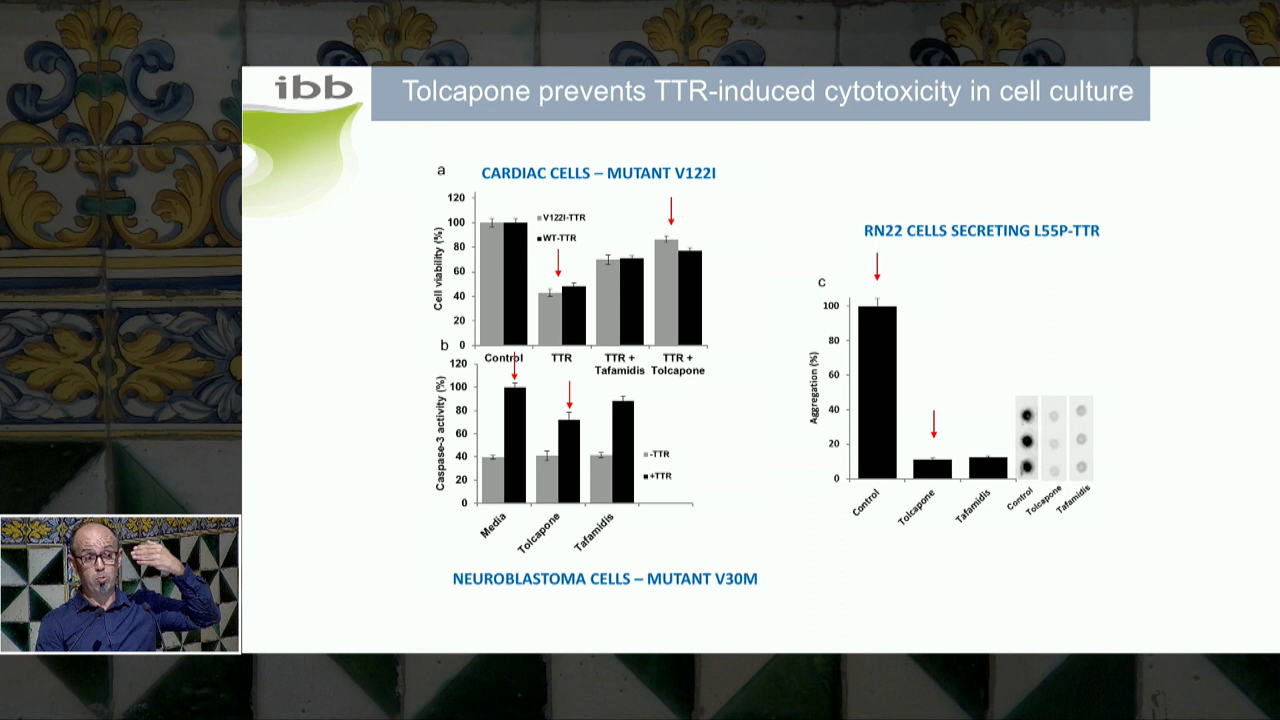 ibb
Tolcapone prevents TTR-induced cytotoxicity in cell culture
a
CARDIAC CELLS – MUTANT V122I
120
100
80
60
40
20
0
Cell viability (%)
V122I-TTR
WT-TTR
Control
TTR
TTR +
Tafamidis
TTR +
Tolcapone
b
120
100
80
60
40
20
0
Caspase-3 activity (%)
-TTR
+TTR
Media
Tolcapone
Tafamidis
NEUROBLASTOMA CELLS – MUTANT V30M
RN22 CELLS SECRETING L55P-TTR
c
100
80
60
40
20
0
Aggregation (%)
Control
Tolcapone
Tafamidis
Control
Tolcapone
Tafamidis